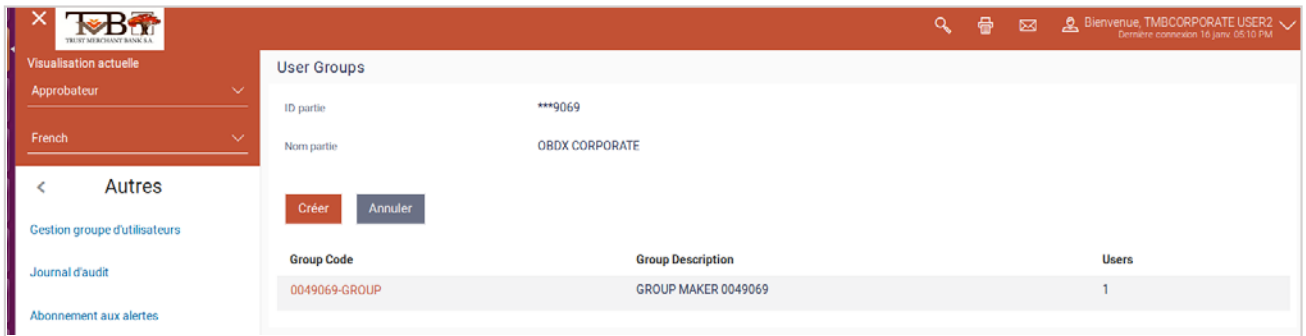 TMB
TRUST MERCHANT BANK S.A.
Bienvenue, TMBCORPORATE USER2
Dernière connexion 16 janv. 05:10 PM
Visualisation actuelle
Approbateur
French
Autres
Gestion groupe d'utilisateurs
Journal d'audit
Abonnement aux alertes
User Groups
ID partie ***9069
Nom partie OBDX CORPORATE
Créer Annuler
Group Code Group Description Users
0049069-GROUP GROUP MAKER 0049069 1